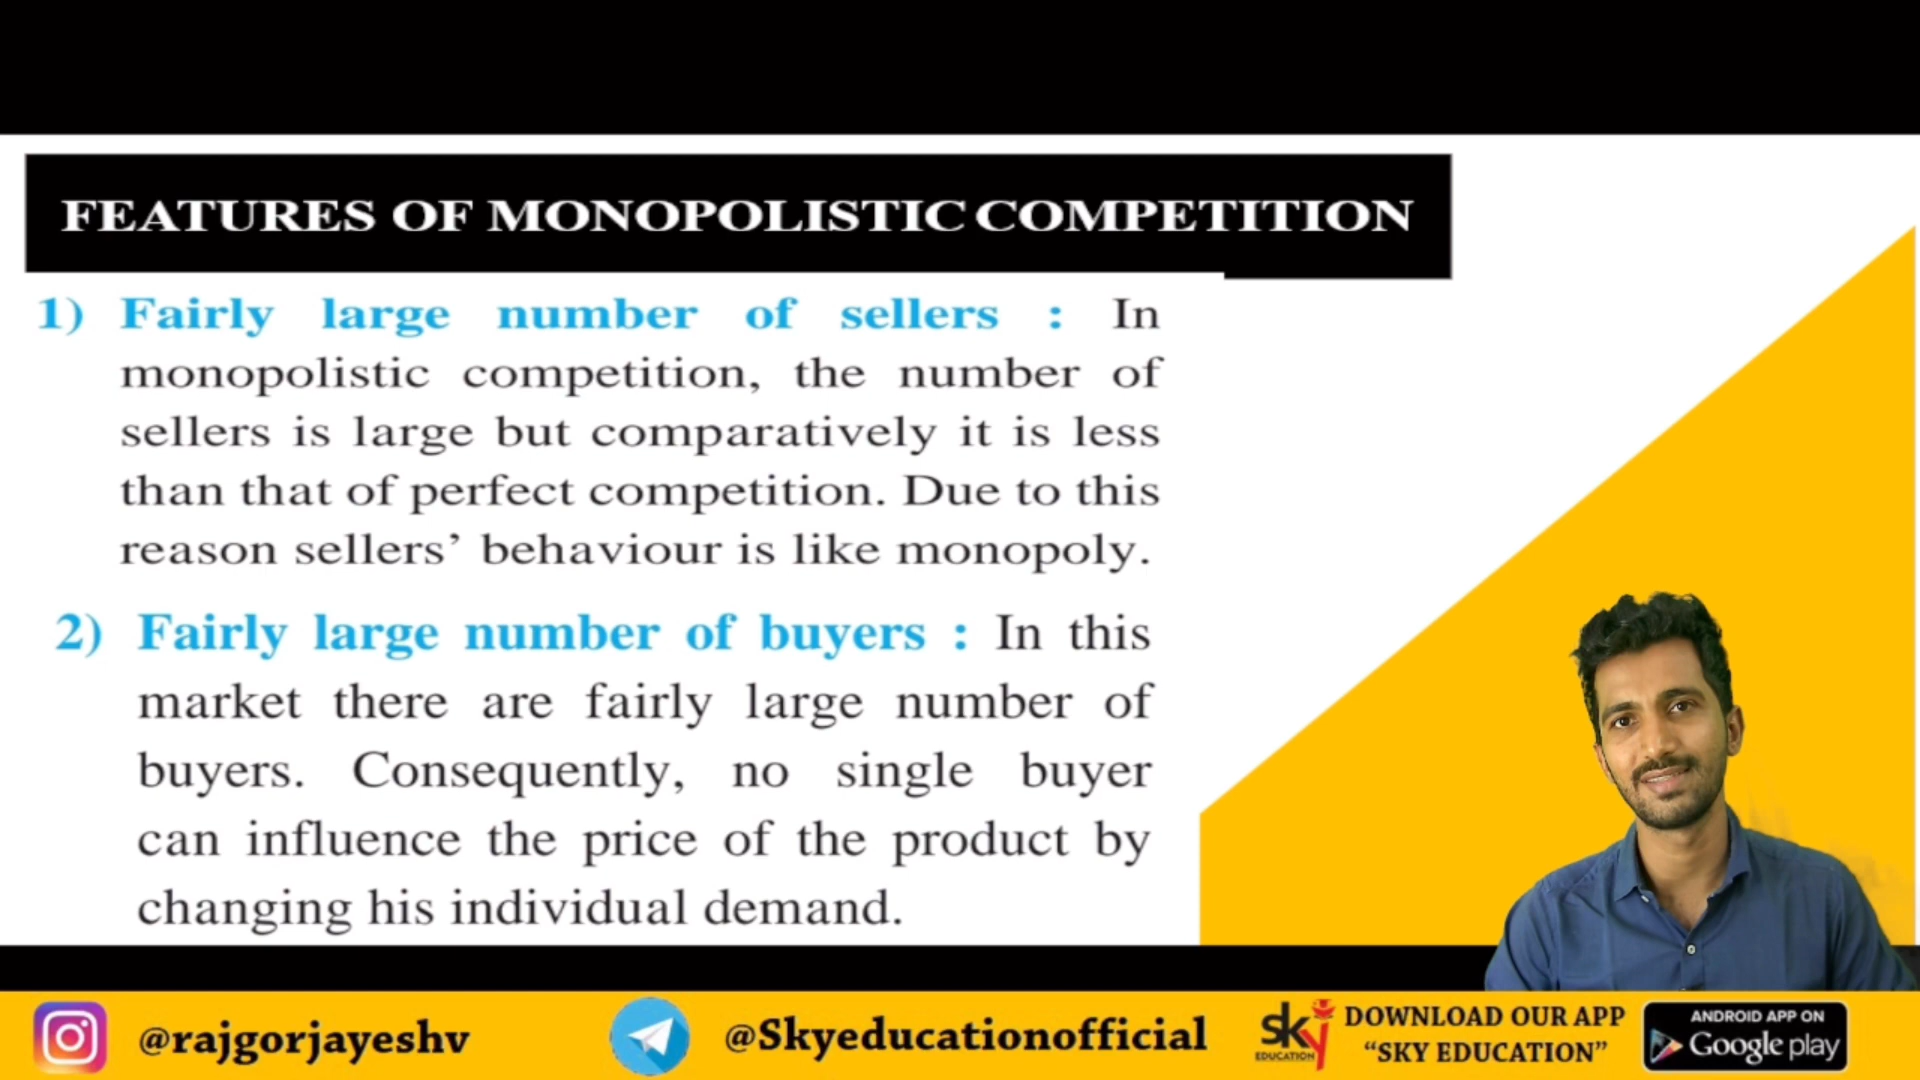 FEATURES OF MONOPOLISTIC COMPETITION
1) Fairly large number of sellers : In
monopolistic competition, the number of
sellers is large but comparatively it is less
than that of perfect competition. Due to this
reason sellers’ behaviour is like monopoly.
2) Fairly large number of buyers : In this
market there are fairly large number of
buyers. Consequently, no single buyer
can influence the price of the product by
changing his individual demand.
@rajgorjayeshv
@Skyeducationofficial
sky
EDUCATION
DOWNLOAD OUR APP
“SKY EDUCATION”
ANDROID APP ON
Google play